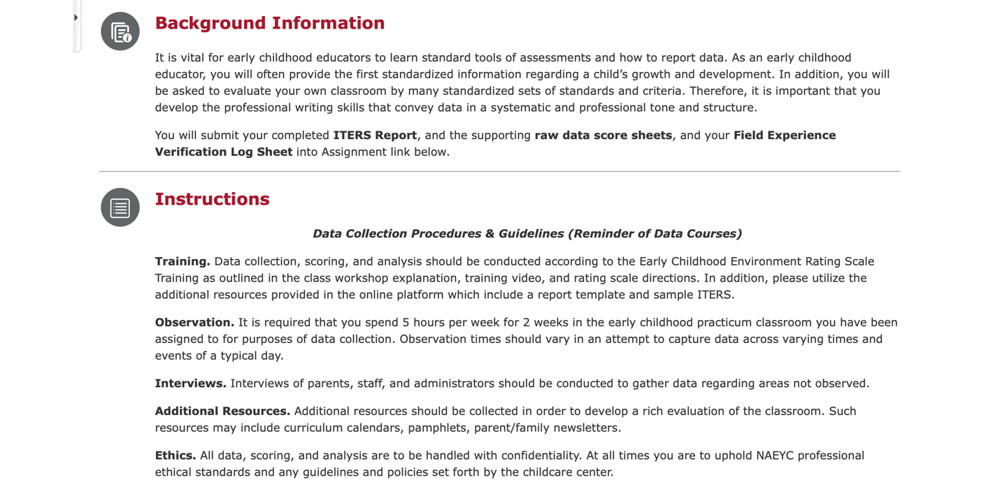 Background Information
It is vital for early childhood educators to learn standard tools of assessments and how to report data. As an early childhood
educator, you will often provide the first standardized information regarding a child’s growth and development. In addition, you will
be asked to evaluate your own classroom by many standardized sets of standards and criteria. Therefore, it is important that you
develop the professional writing skills that convey data in a systematic and professional tone and structure.
You will submit your completed ITERS Report, and the supporting raw data score sheets, and your Field Experience
Verification Log Sheet into Assignment link below.
Instructions
Data Collection Procedures & Guidelines (Reminder of Data Courses)
Training. Data collection, scoring, and analysis should be conducted according to the Early Childhood Environment Rating Scale
Training as outlined in the class workshop explanation, training video, and rating scale directions. In addition, please utilize the
additional resources provided in the online platform which include a report template and sample ITERS.
Observation. It is required that you spend 5 hours per week for 2 weeks in the early childhood practicum classroom you have been
assigned to for purposes of data collection. Observation times should vary in an attempt to capture data across varying times and
events of a typical day.
Interviews. Interviews of parents, staff, and administrators should be conducted to gather data regarding areas not observed.
Additional Resources. Additional resources should be collected in order to develop a rich evaluation of the classroom. Such
resources may include curriculum calendars, pamphlets, parent/family newsletters.
Ethics. All data, scoring, and analysis are to be handled with confidentiality. At all times you are to uphold NAEYC professional
ethical standards and any guidelines and policies set forth by the childcare center.